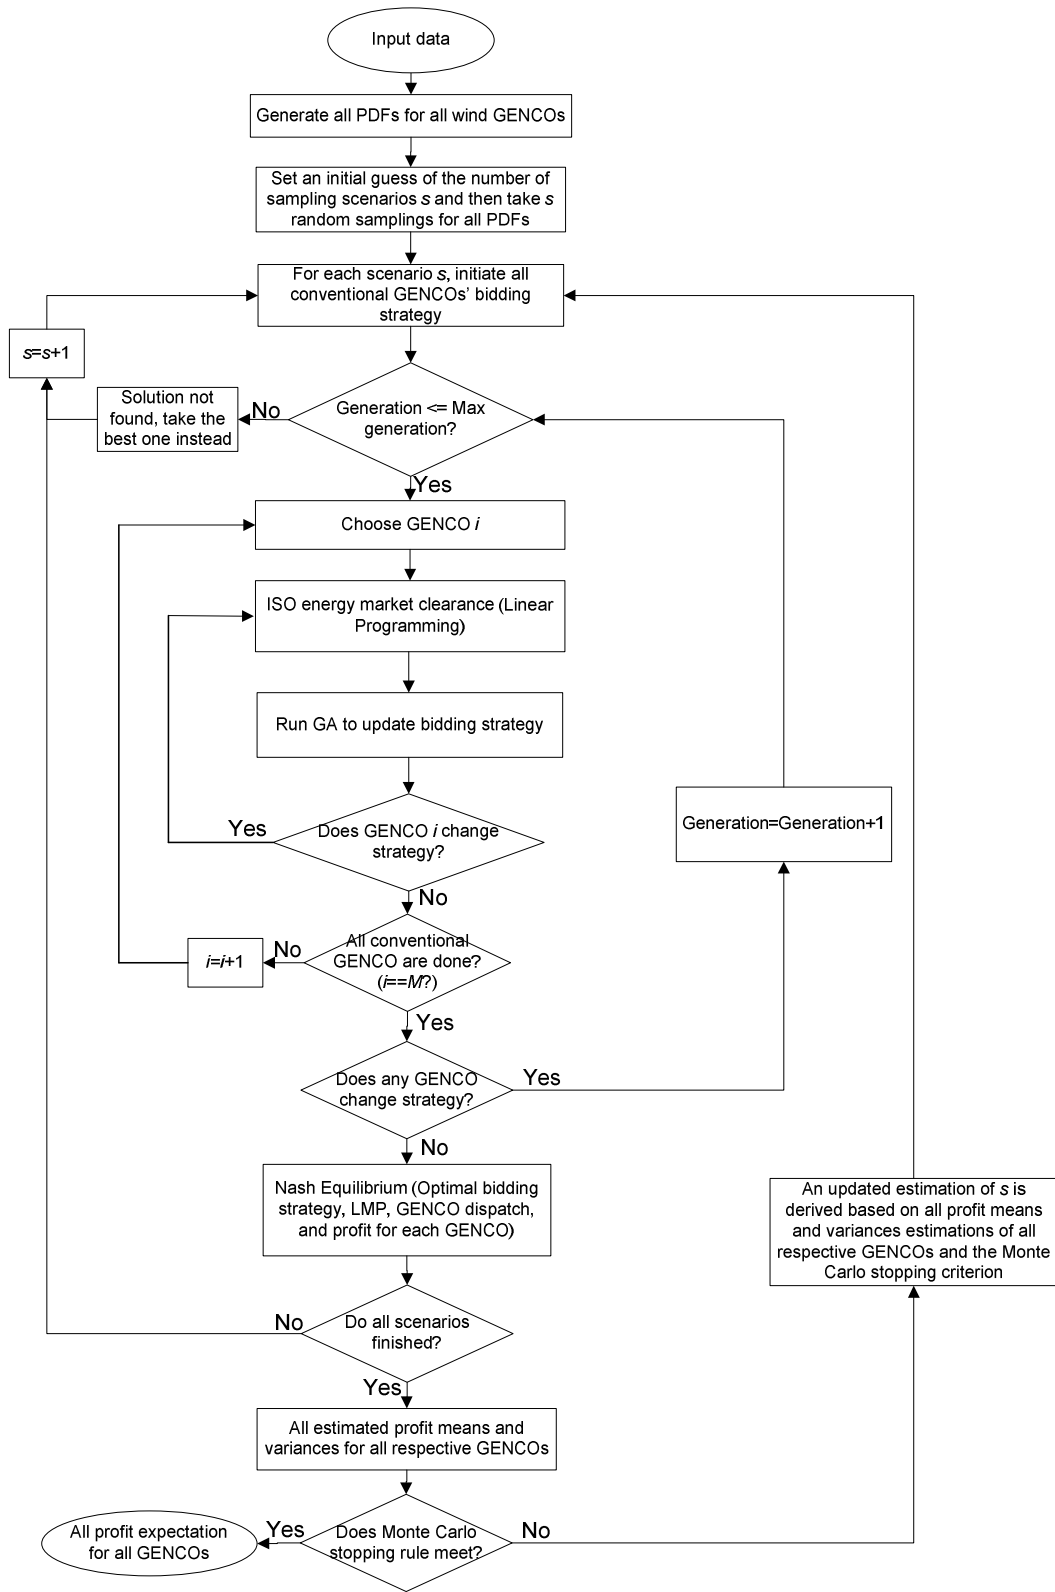 Input data
Generate all PDFs for all wind GENCOs
Set an initial guess of the number of
sampling scenarios s and then take s
random samplings for all PDFs
For each scenario s, initiate all
conventional GENCOs' bidding
strategy
s=s+1
Solution not
found, take the
best one instead
No
Generation <= Max
generation?
Yes
Choose GENCO i
ISO energy market clearance (Linear
Programming)
Run GA to update bidding strategy
Generation=Generation+1
Yes
Does GENCO i change
strategy?
No
All conventional
GENCO are done?
(i==M?)
No
i=i+1
Yes
Does any GENCO
change strategy?
Yes
No
Nash Equilibrium (Optimal bidding
strategy, LMP, GENCO dispatch,
and profit for each GENCO)
An updated estimation of s is
derived based on all profit means
and variances estimations of all
respective GENCOs and the Monte
Carlo stopping criterion
No
Do all scenarios
finished?
Yes
All estimated profit means and
variances for all respective GENCOs
All profit expectation
for all GENCOs
Yes
Does Monte Carlo
stopping rule meet?
No